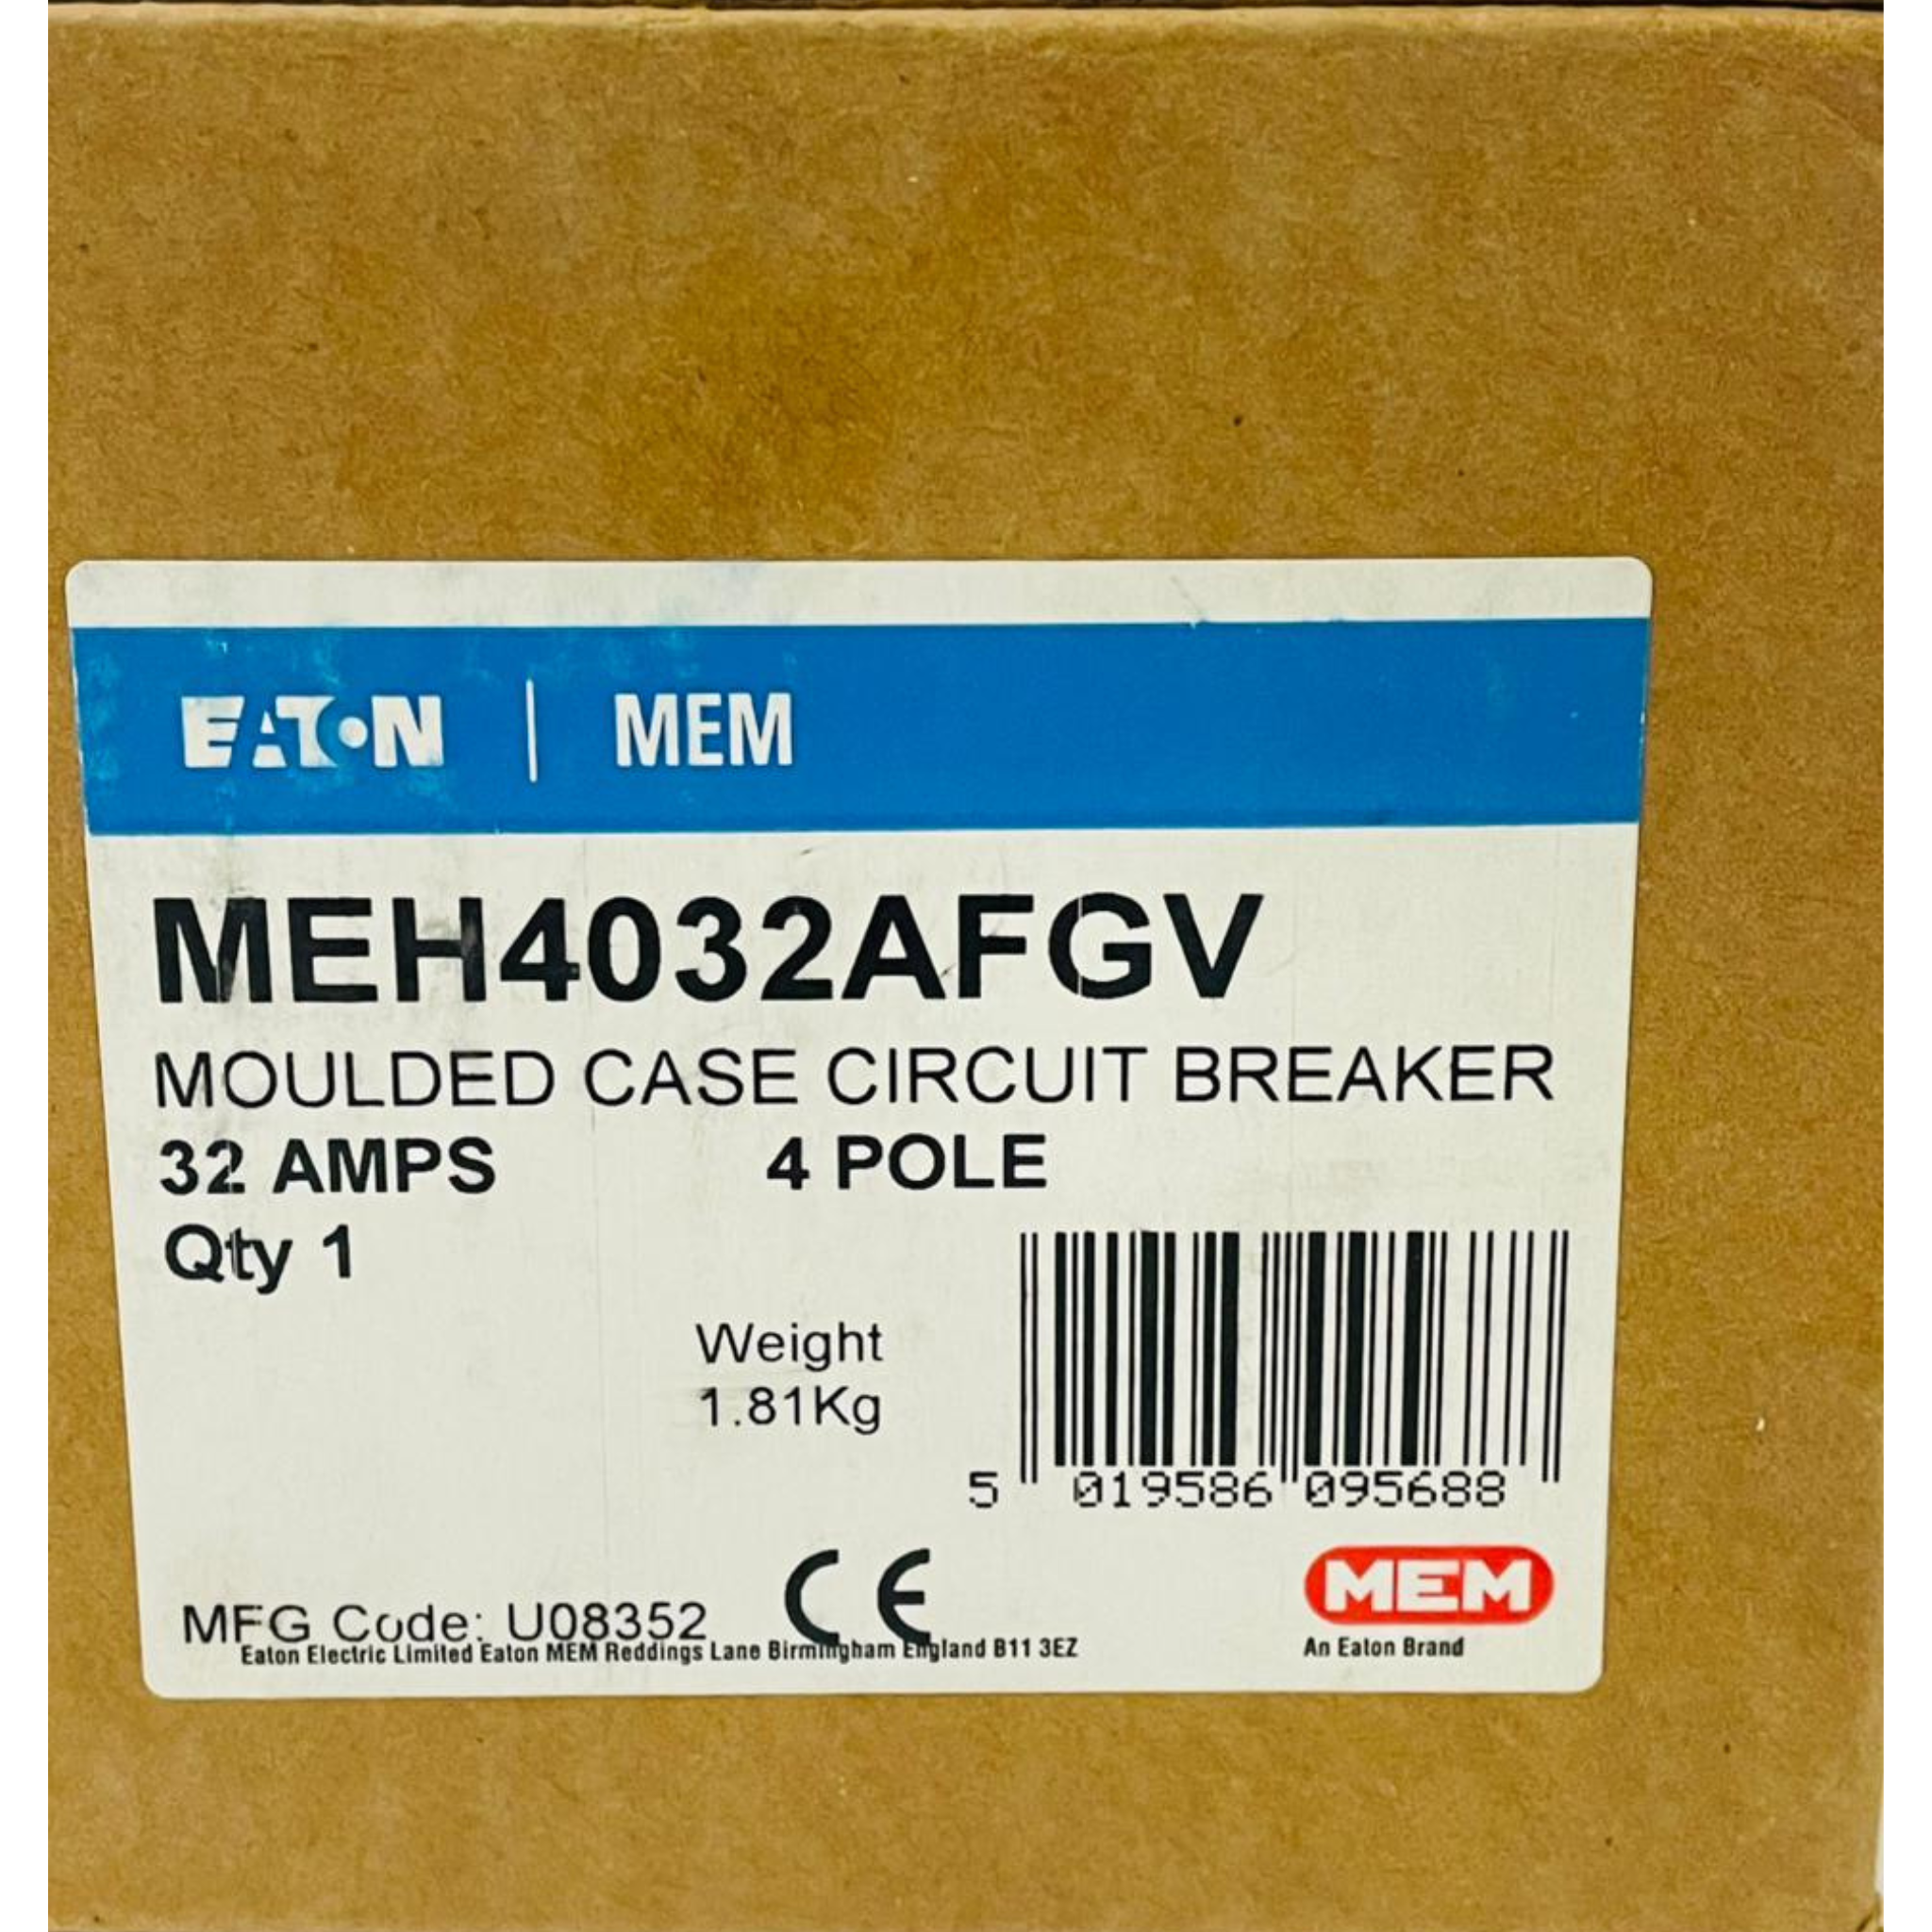 EATON | MEM
MEH4032AFGV
MOULDED CASE CIRCUIT BREAKER
32 AMPS 4 POLE
Qty 1
Weight
1.81Kg
5 019586 095688
MFG Code: U08352 CE
MEM
Eaton Electric Limited Eaton MEM Reddings Lane Birmingham England B11 3EZ
An Eaton Brand